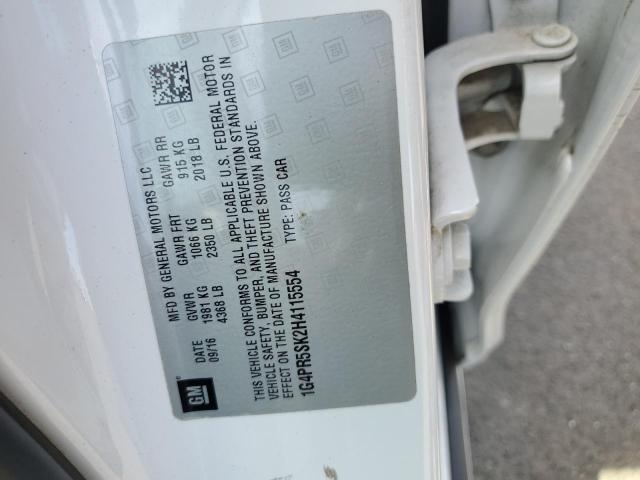 GM
MFD BY GENERAL MOTORS LLC
DATE GVWR GAWR FRT GAWR RR
09/16 1981 KG 1066 KG 915 KG
4368 LB 2350 LB 2018 LB
THIS VEHICLE CONFORMS TO ALL APPLICABLE U.S. FEDERAL MOTOR
VEHICLE SAFETY, BUMPER, AND THEFT PREVENTION STANDARDS IN
EFFECT ON THE DATE OF MANUFACTURE SHOWN ABOVE.
1G4PR5SK2H4115554 TYPE: PASS CAR